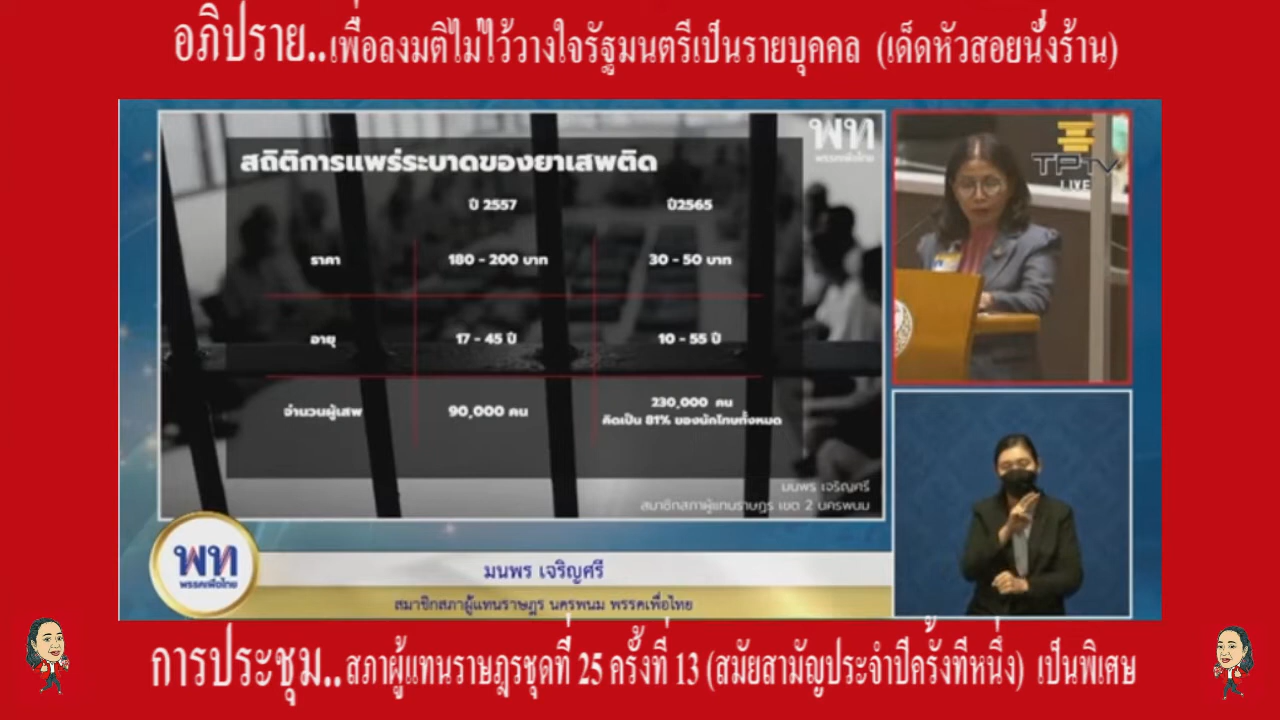 อภิปราย..เพื่อลงมติไม่ไว้วางใจรัฐมนตรีเป็นรายบุคคล (เด็ดหัวสอยนั่งร้าน)
พท
พรรคเพื่อไทย
TPTV
LIVE
สถิติการแพร่ระบาดของยาเสพติด
ปี 2557 ปี2565
ราคา 180 - 200 บาท 30 - 50 บาท
อายุ 17 - 45 ปี 10 - 55 ปี
จำนวนผู้เสพ 90,000 คน 230,000 คน
คิดเป็น 81% ของนักโทษทั้งหมด
มนพร เจริญศรี
สมาชิกสภาผู้แทนราษฎร เขต 2 นครพนม
พท
พรรคเพื่อไทย
มนพร เจริญศรี
สมาชิกสภาผู้แทนราษฎร นครพนม พรรคเพื่อไทย
การประชุม..สภาผู้แทนราษฎรชุดที่ 25 ครั้งที่ 13 (สมัยสามัญประจำปีครั้งที่หนึ่ง) เป็นพิเศษ